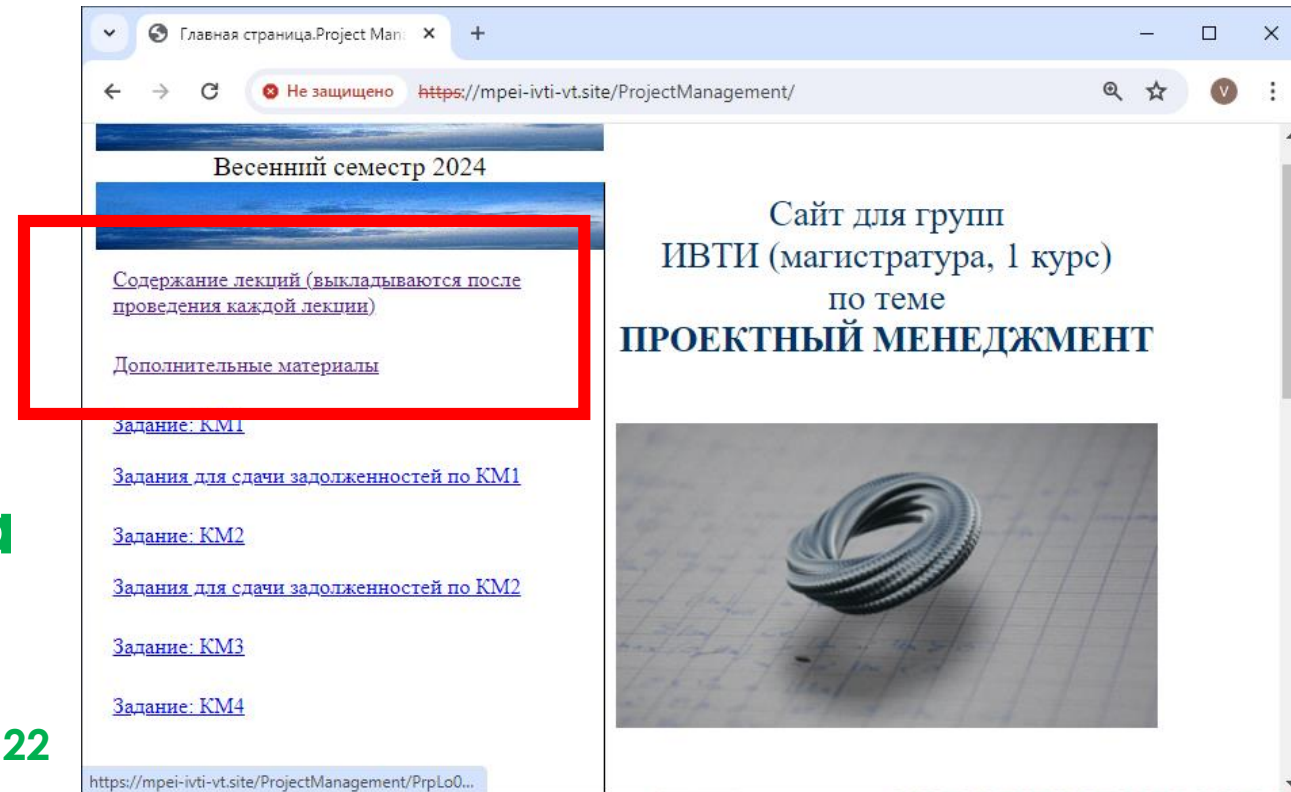 Главная страница.Project Man
Не защищено https://mpei-ivti-vt.site/ProjectManagement/
V
Весенний семестр 2024
Содержание лекций (выкладываются после
проведения каждой лекции)
Дополнительные материалы
Задание: КМ1
Задания для сдачи задолженностей по КМ1
Задание: КМ2
Задания для сдачи задолженностей по КМ2
Задание: КМ3
Задание: КМ4
https://mpei-ivti-vt.site/ProjectManagement/PrpLo0...
Сайт для групп
ИВТИ (магистратура, 1 курс)
по теме
ПРОЕКТНЫЙ МЕНЕДЖМЕНТ
22